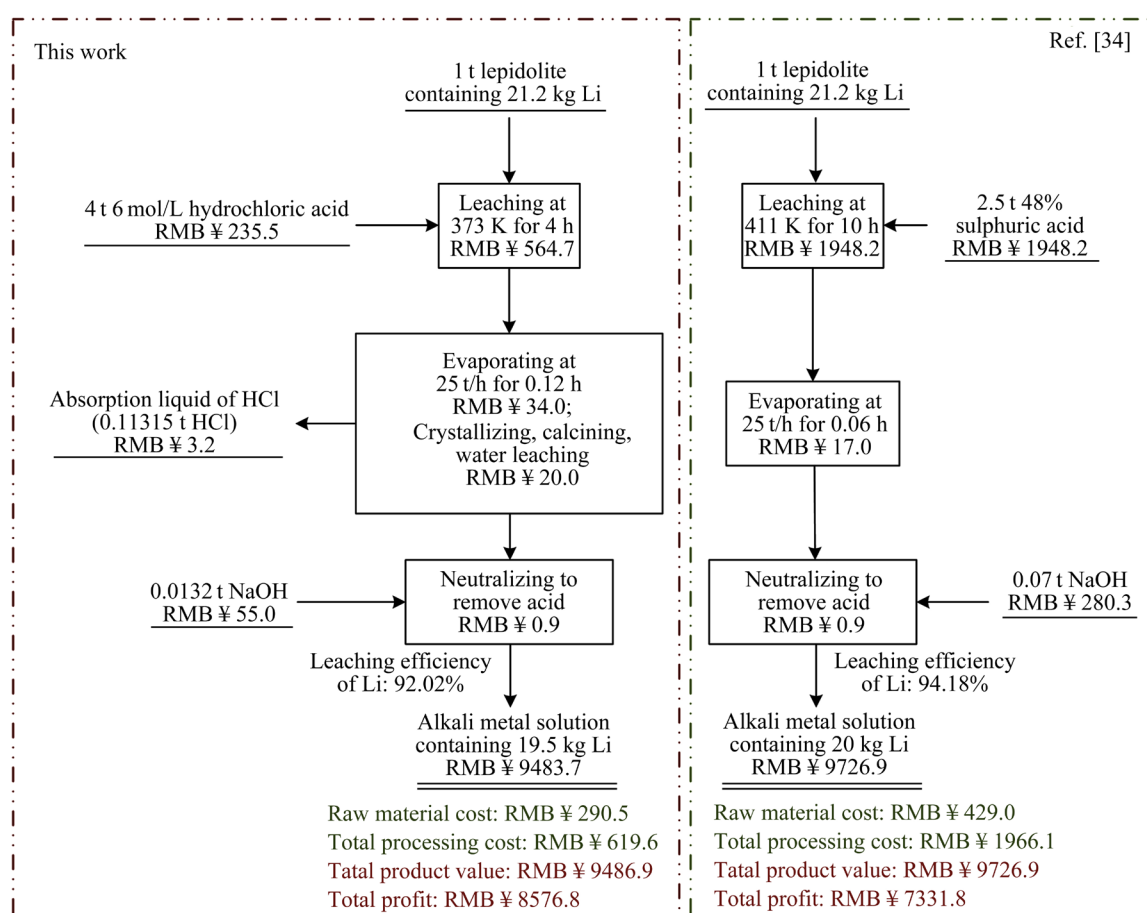 This work
1 t lepidolite
containing 21.2 kg Li
4 t 6 mol/L hydrochloric acid
RMB ¥ 235.5
Leaching at
373 K for 4 h
RMB ¥ 564.7
Evaporating at
25 t/h for 0.12 h
RMB ¥ 34.0;
Crystallizing, calcining,
water leaching
RMB ¥ 20.0
Absorption liquid of HCl
(0.11315 t HCl)
RMB ¥ 3.2
0.0132 t NaOH
RMB ¥ 55.0
Neutralizing to
remove acid
RMB ¥ 0.9
Leaching efficiency
of Li: 92.02%
Alkali metal solution
containing 19.5 kg Li
RMB ¥ 9483.7
Raw material cost: RMB ¥ 290.5
Total processing cost: RMB ¥ 619.6
Tatal product value: RMB ¥ 9486.9
Total profit: RMB ¥ 8576.8
Ref. [34]
1 t lepidolite
containing 21.2 kg Li
Leaching at
411 K for 10 h
RMB ¥ 1948.2
2.5 t 48%
sulphuric acid
RMB ¥ 1948.2
Evaporating at
25 t/h for 0.06 h
RMB ¥ 17.0
Neutralizing to
remove acid
RMB ¥ 0.9
0.07 t NaOH
RMB ¥ 280.3
Leaching efficiency
of Li: 94.18%
Alkali metal solution
containing 20 kg Li
RMB ¥ 9726.9
Raw material cost: RMB ¥ 429.0
Total processing cost: RMB ¥ 1966.1
Tatal product value: RMB ¥ 9726.9
Total profit: RMB ¥ 7331.8